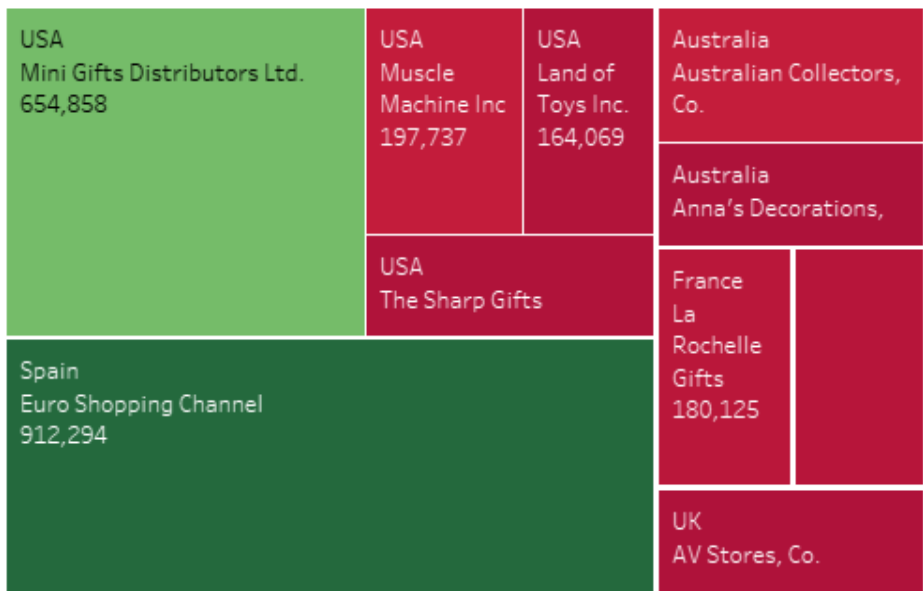 USA
Mini Gifts Distributors Ltd.
654,858
USA
Muscle
Machine Inc
197,737
USA
Land of
Toys Inc.
164,069
USA
The Sharp Gifts
Spain
Euro Shopping Channel
912,294
Australia
Australian Collectors,
Co.
Australia
Anna's Decorations,
France
La
Rochelle
Gifts
180,125
UK
AV Stores, Co.